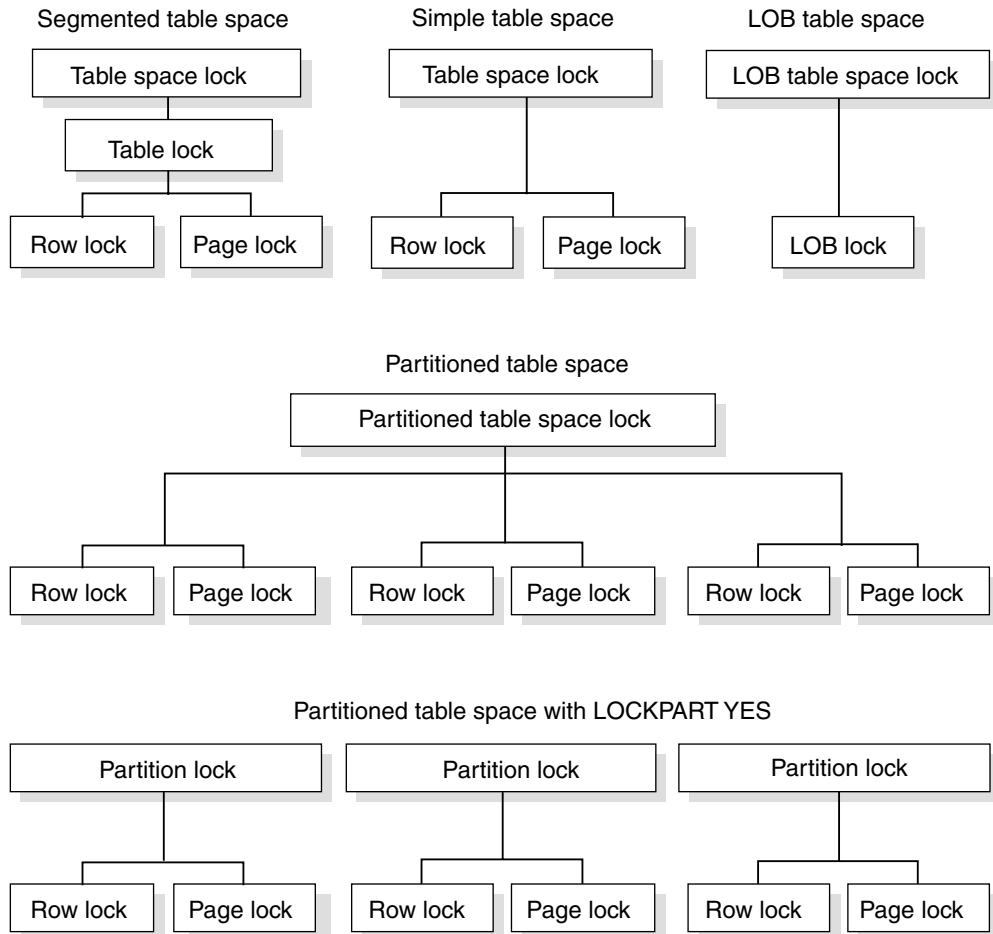 Segmented table space
Simple table space
LOB table space
Table space lock
Table space lock
LOB table space lock
Table lock
Row lock
Page lock
Row lock
Page lock
LOB lock
Partitioned table space
Partitioned table space lock
Row lock
Page lock
Row lock
Page lock
Row lock
Page lock
Partitioned table space with LOCKPART YES
Partition lock
Partition lock
Partition lock
Row lock
Page lock
Row lock
Page lock
Row lock
Page lock